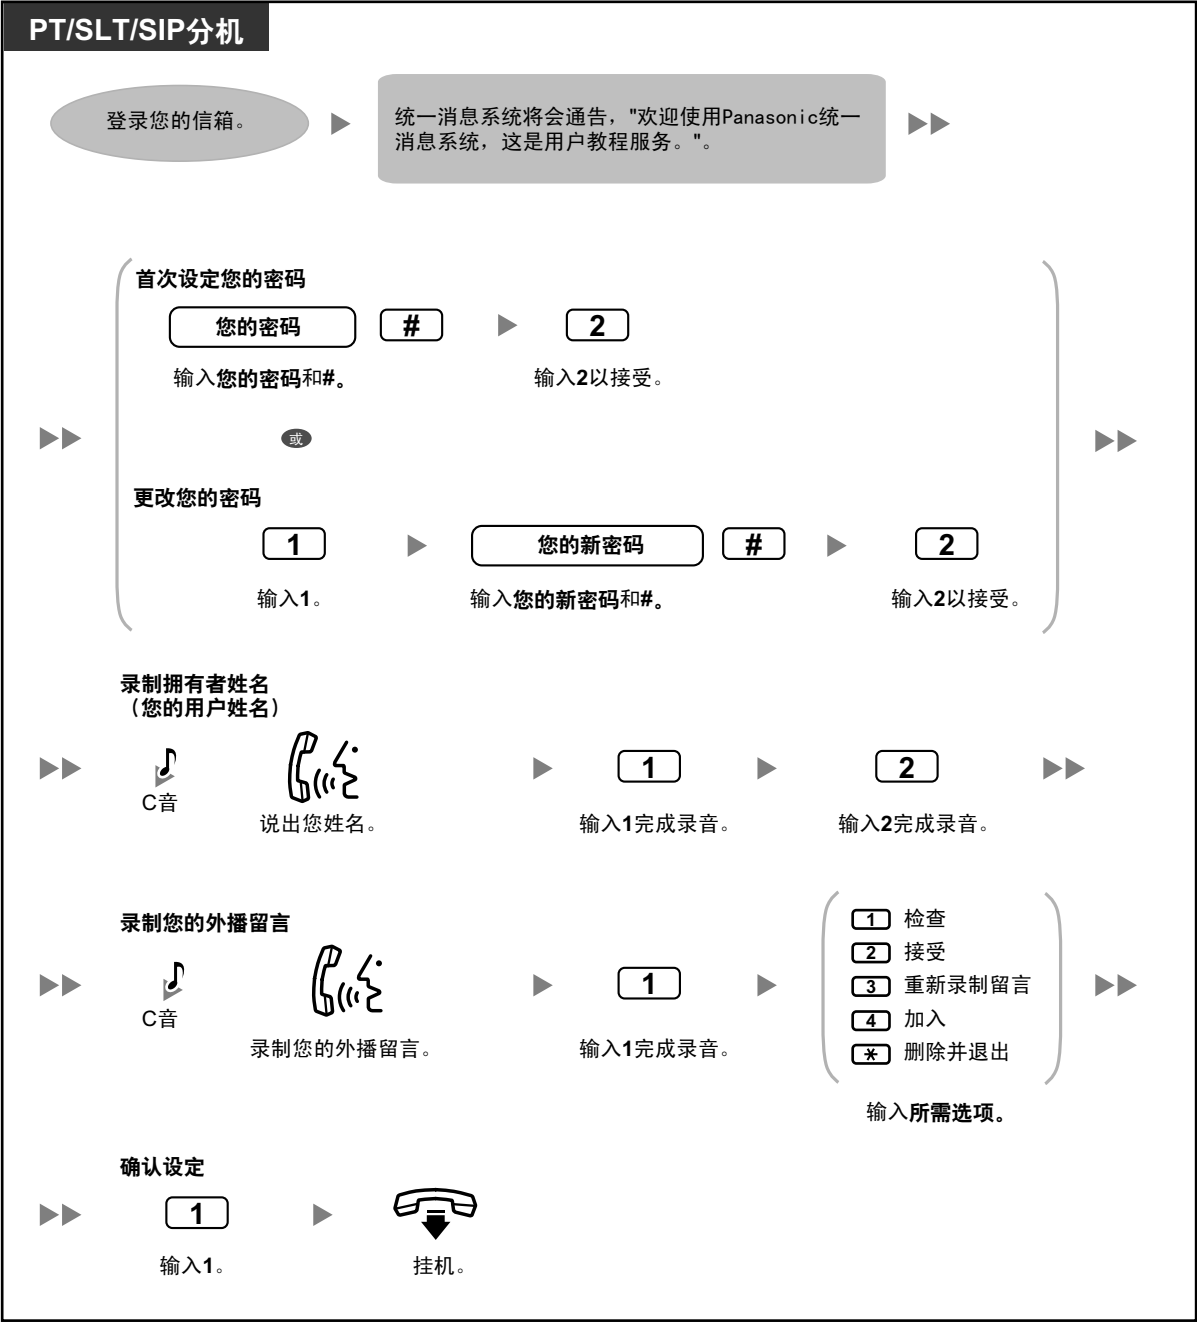 PT/SLT/SIP分机
登录您的信箱。
统一消息系统将会通告，"欢迎使用Panasonic统一
消息系统，这是用户教程服务。"。
首次设定您的密码
您的密码 # 2
输入您的密码和#。 输入2以接受。
或
更改您的密码
1 您的新密码 # 2
输入1。 输入您的新密码和#。 输入2以接受。
录制拥有者姓名
（您的用户姓名）
1 2
C音
说出您姓名。 输入1完成录音。 输入2完成录音。
录制您的外播留言
1
C音
录制您的外播留言。 输入1完成录音。
1 检查
2 接受
3 重新录制留言
4 加入
* 删除并退出
输入所需选项。
确认设定
1
输入1。 挂机。